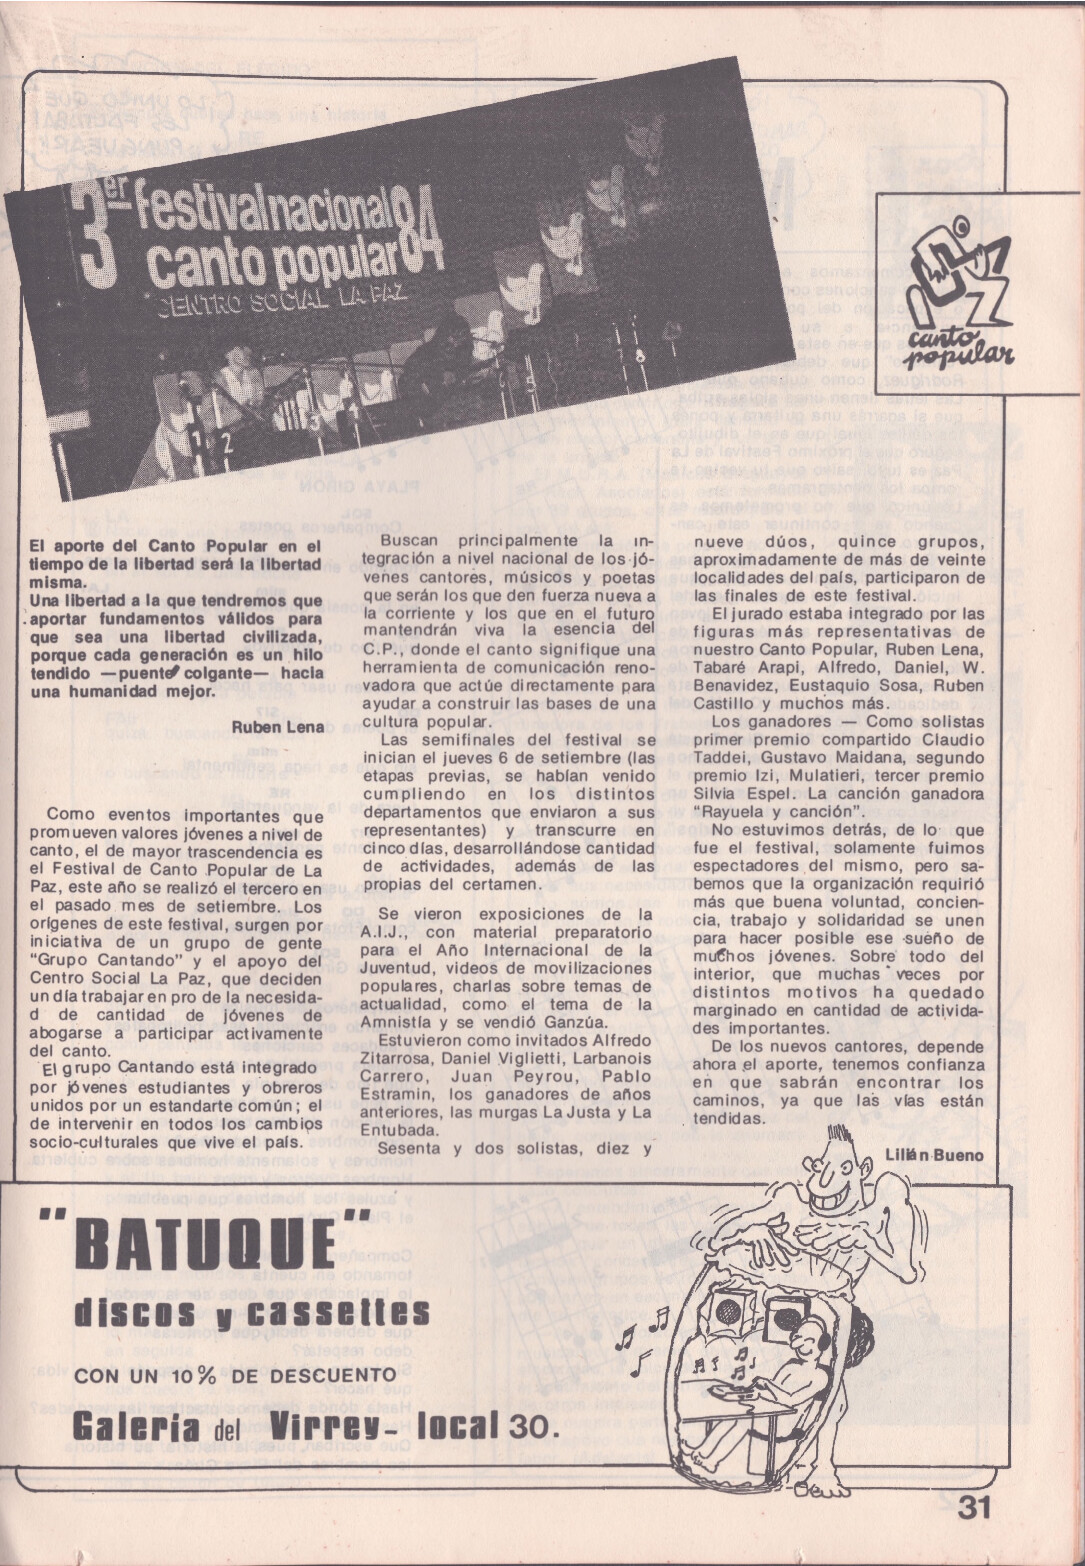 3er festival nacional
canto popular 84
CENTRO SOCIAL LA PAZ
1 2 3 4 5
canto
popular
El aporte del Canto Popular en el
tiempo de la libertad será la libertad
misma.
Una libertad a la que tendremos que
aportar fundamentos válidos para
que sea una libertad civilizada,
porque cada generación es un hilo
tendido —puente colgante— hacia
una humanidad mejor.
Ruben Lena
Como eventos importantes que
promueven valores jóvenes a nivel de
canto, el de mayor trascendencia es
el Festival de Canto Popular de La
Paz, este año se realizó el tercero en
el pasado mes de setiembre. Los
orígenes de este festival, surgen por
iniciativa de un grupo de gente
"Grupo Cantando" y el apoyo del
Centro Social La Paz, que deciden
un día trabajar en pro de la necesida-
d de cantidad de jóvenes de
abogarse a participar activamente
del canto.
El grupo Cantando está integrado
por jóvenes estudiantes y obreros
unidos por un estandarte común; el
de intervenir en todos los cambios
socio-culturales que vive el país.
Buscan principalmente la in-
tegración a nivel nacional de los jó-
venes cantores, músicos y poetas
que serán los que den fuerza nueva a
la corriente y los que en el futuro
mantendrán viva la esencia del
C.P., donde el canto signifique una
herramienta de comunicación reno-
vadora que actúe directamente para
ayudar a construir las bases de una
cultura popular.
Las semifinales del festival se
inician el jueves 6 de setiembre (las
etapas previas, se habían venido
cumpliendo en los distintos
departamentos que enviaron a sus
representantes) y transcurre en
cinco días, desarrollándose cantidad
de actividades, además de las
propias del certamen.
Se vieron exposiciones de la
A.I.J., con material preparatorio
para el Año Internacional de la
Juventud, videos de movilizaciones
populares, charlas sobre temas de
actualidad, como el tema de la
Amnistía y se vendió Ganzúa.
Estuvieron como invitados Alfredo
Zitarrosa, Daniel Viglietti, Larbanois
Carrero, Juan Peyrou, Pablo
Estramin, los ganadores de años
anteriores, las murgas La Justa y La
Entubada.
Sesenta y dos solistas, diez y
nueve dúos, quince grupos,
aproximadamente de más de veinte
localidades del país, participaron de
las finales de este festival.
El jurado estaba integrado por las
figuras más representativas de
nuestro Canto Popular, Ruben Lena,
Tabaré Arapi, Alfredo, Daniel, W.
Benavidez, Eustaquio Sosa, Ruben
Castillo y muchos más.
Los ganadores — Como solistas
primer premio compartido Claudio
Taddei, Gustavo Maidana, segundo
premio Izi, Mulatieri, tercer premio
Silvia Espel. La canción ganadora
"Rayuela y canción".
No estuvimos detrás, de lo que
fue el festival, solamente fuimos
espectadores del mismo, pero sa-
bemos que la organización requirió
más que buena voluntad, concien-
cia, trabajo y solidaridad se unen
para hacer posible ese sueño de
muchos jóvenes. Sobre todo del
interior, que muchas veces por
distintos motivos ha quedado
marginado en cantidad de activida-
des importantes.
De los nuevos cantores, depende
ahora el aporte, tenemos confianza
en que sabrán encontrar los
caminos, ya que las vías están
tendidas.
Lilián Bueno
"BATUQUE"
discos y cassettes
CON UN 10% DE DESCUENTO
Galeria del Virrey- local 30.
31